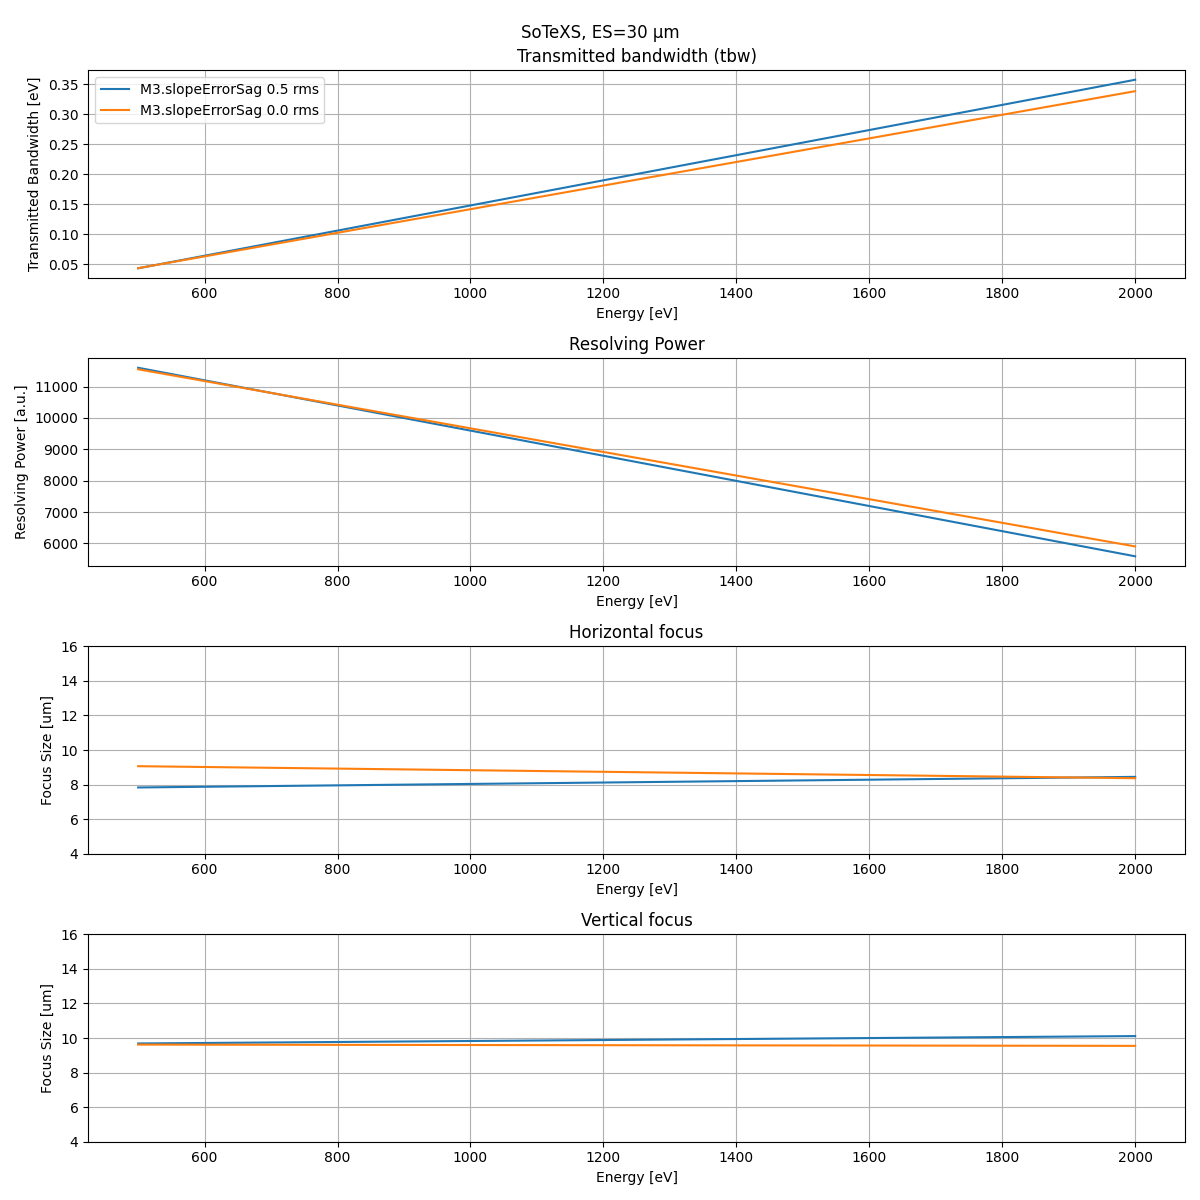 SoTeXS, ES=30 µm
Transmitted bandwidth (tbw)
M3.slopeErrorSag 0.5 rms
M3.slopeErrorSag 0.0 rms
Transmitted Bandwidth [eV]
0.35
0.30
0.25
0.20
0.15
0.10
0.05
600 800 1000 1200 1400 1600 1800 2000
Energy [eV]
Resolving Power
Resolving Power [a.u.]
11000
10000
9000
8000
7000
6000
600 800 1000 1200 1400 1600 1800 2000
Energy [eV]
Horizontal focus
Focus Size [um]
16
14
12
10
8
6
4
600 800 1000 1200 1400 1600 1800 2000
Energy [eV]
Vertical focus
Focus Size [um]
16
14
12
10
8
6
4
600 800 1000 1200 1400 1600 1800 2000
Energy [eV]